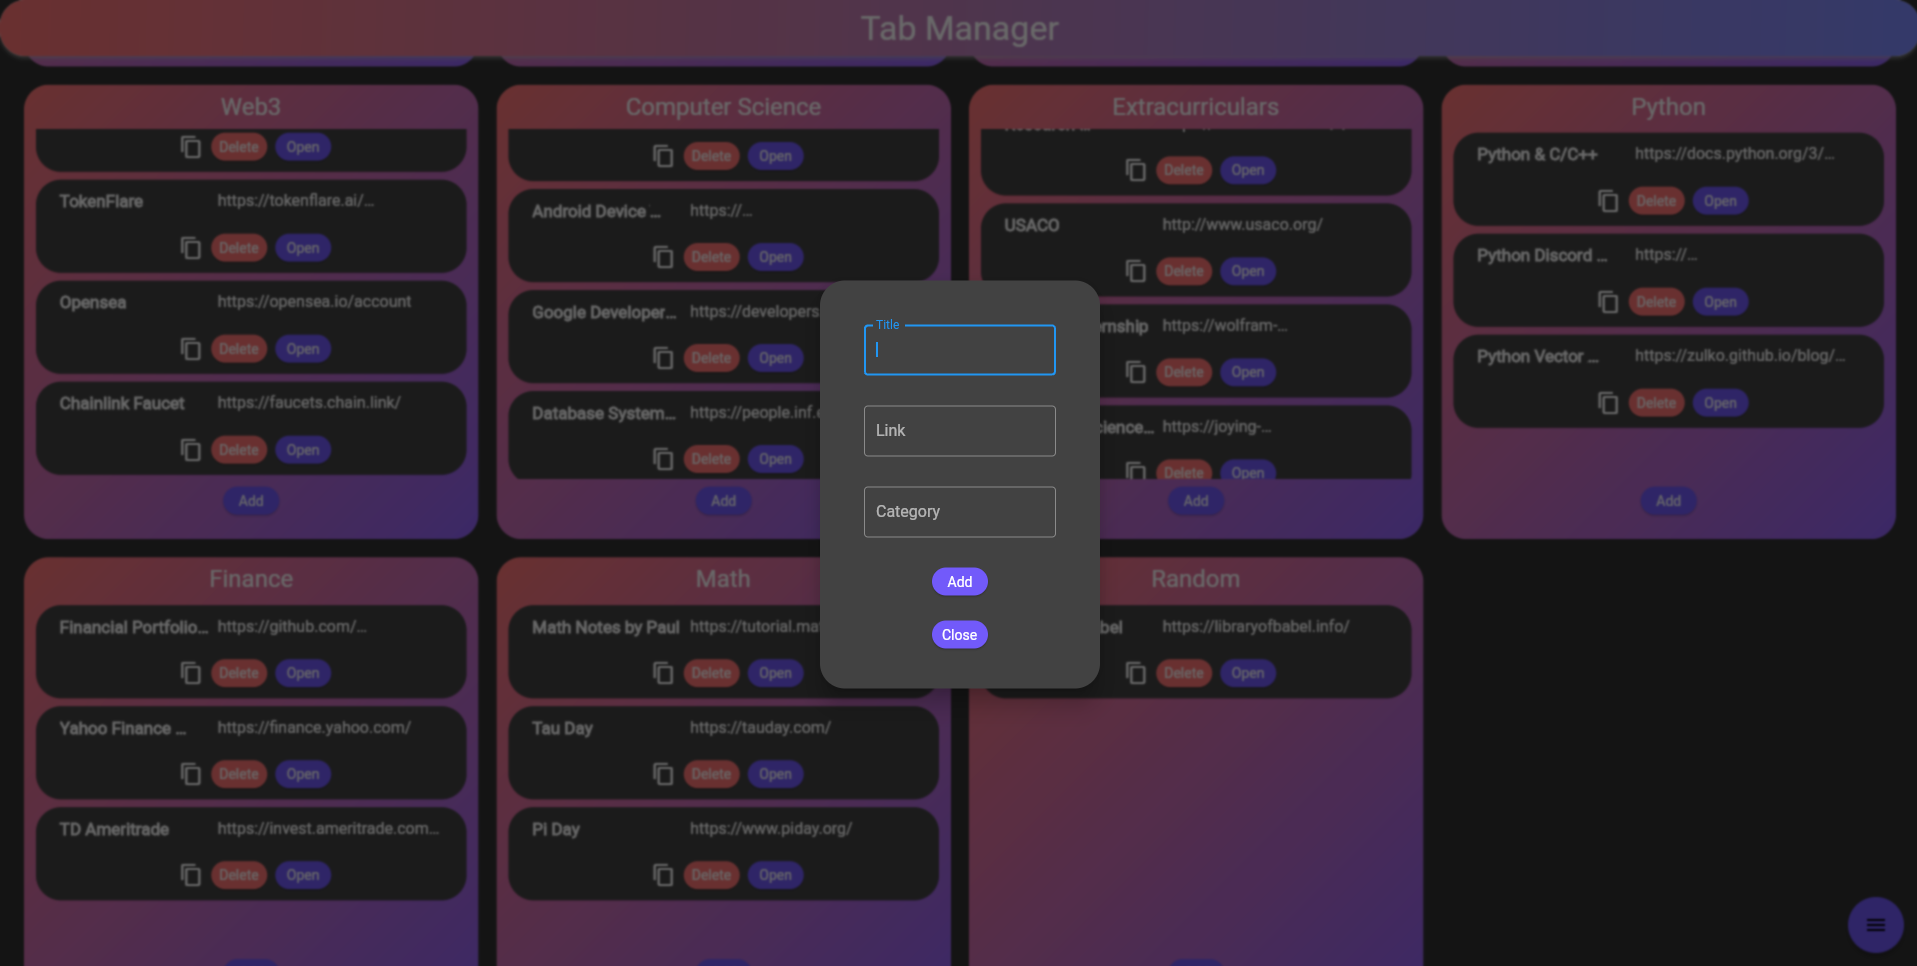 Tab Manager
Web3
Delete Open
TokenFlare https://tokenflare.ai/...
Delete Open
Opensea https://opensea.io/account
Delete Open
Chainlink Faucet https://faucets.chain.link/
Delete Open
Add
Computer Science
Delete Open
Android Device ... https://...
Delete Open
Google Developer... https://developers
Delete Open
Database System... https://people.inf.e
Delete Open
Add
Extracurriculars
Delete Open
USACO http://www.usaco.org/
Delete Open
ernship https://wolfram-...
Delete Open
cience... https://joying-...
Delete Open
Add
Python
Python & C/C++ https://docs.python.org/3/...
Delete Open
Python Discord ... https://...
Delete Open
Python Vector ... https://zulko.github.io/blog/...
Delete Open
Add
Title
Link
Category
Add
Close
Finance
Financial Portfolio... https://github.com/...
Delete Open
Yahoo Finance ... https://finance.yahoo.com/
Delete Open
TD Ameritrade https://invest.ameritrade.com...
Delete Open
Math
Math Notes by Paul https://tutorial.mat
Delete Open
Tau Day https://tauday.com/
Delete Open
Pi Day https://www.piday.org/
Delete Open
Random
bel https://libraryofbabel.info/
Delete Open